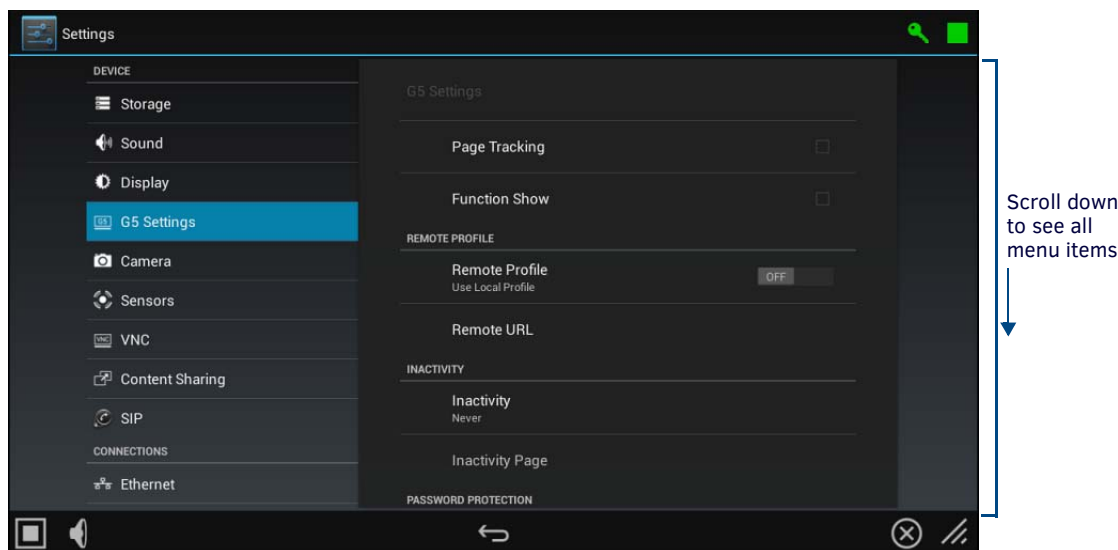 Settings
DEVICE
Storage
Sound
Display
G5 G5 Settings
Camera
Sensors
VNC VNC
Content Sharing
SIP
CONNECTIONS
Ethernet
G5 Settings
Page Tracking
Function Show
REMOTE PROFILE
Remote Profile
OFF
Use Local Profile
Remote URL
INACTIVITY
Inactivity
Never
Inactivity Page
PASSWORD PROTECTION
Scroll down
to see all
menu items